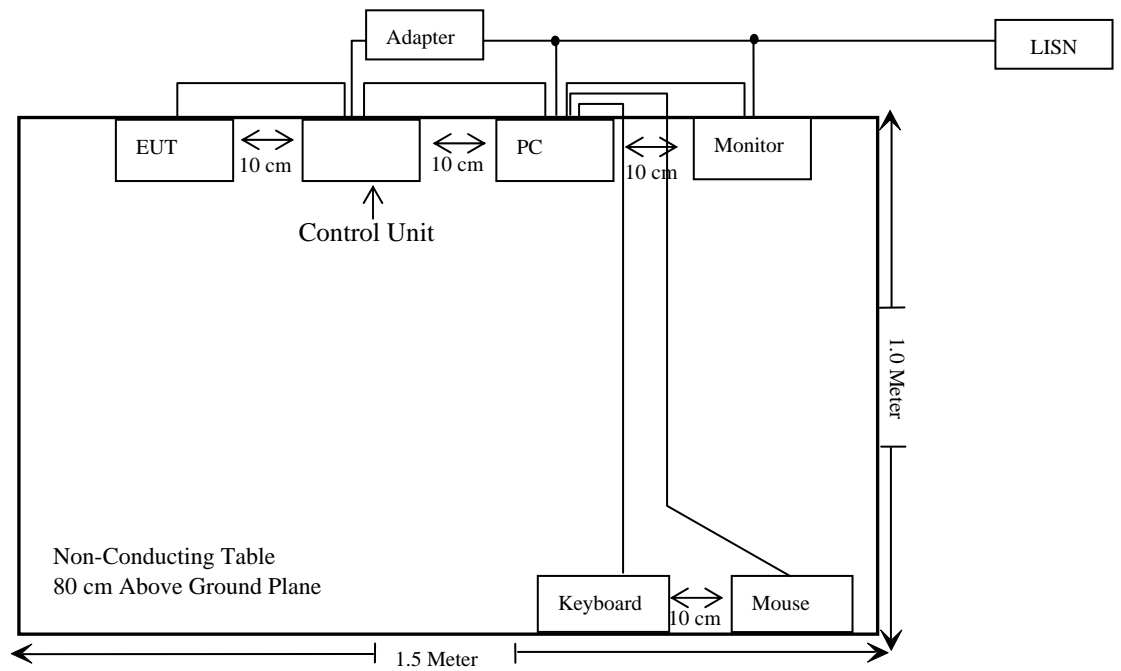 Adapter
LISN
EUT
PC
Monitor
10 cm
10 cm
10 cm
Control Unit
1.0 Meter
Non-Conducting Table
80 cm Above Ground Plane
Keyboard
Mouse
10 cm
1.5 Meter